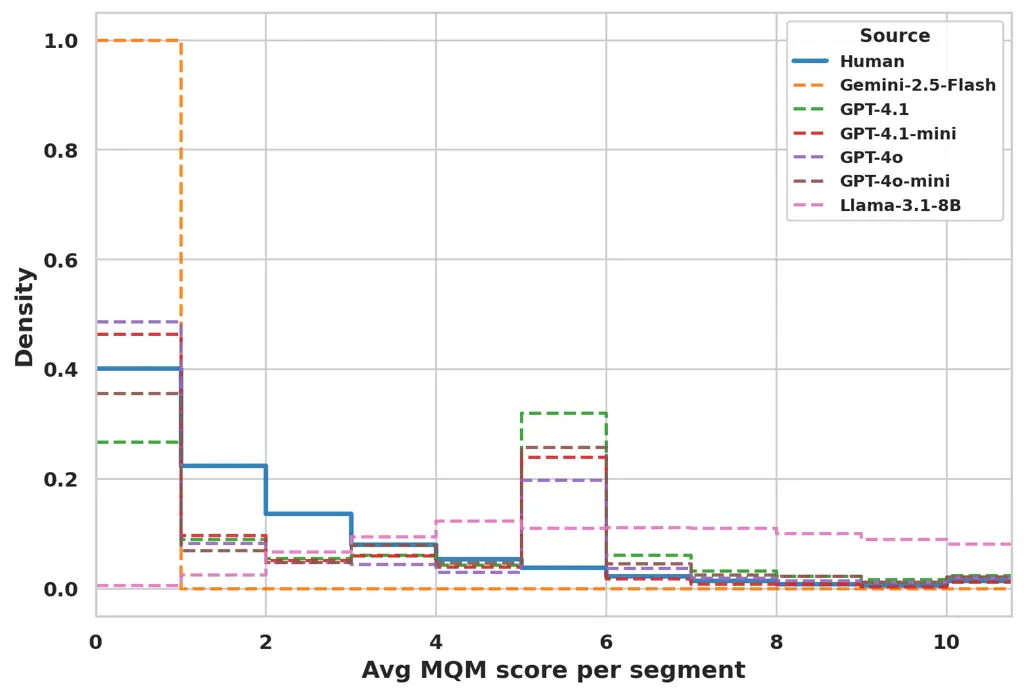 1.0
0.8
0.6
0.4
0.2
0.0
Density
0 2 4 6 8 10
Avg MQM score per segment
Source
Human
Gemini-2.5-Flash
GPT-4.1
GPT-4.1-mini
GPT-4o
GPT-4o-mini
Llama-3.1-8B